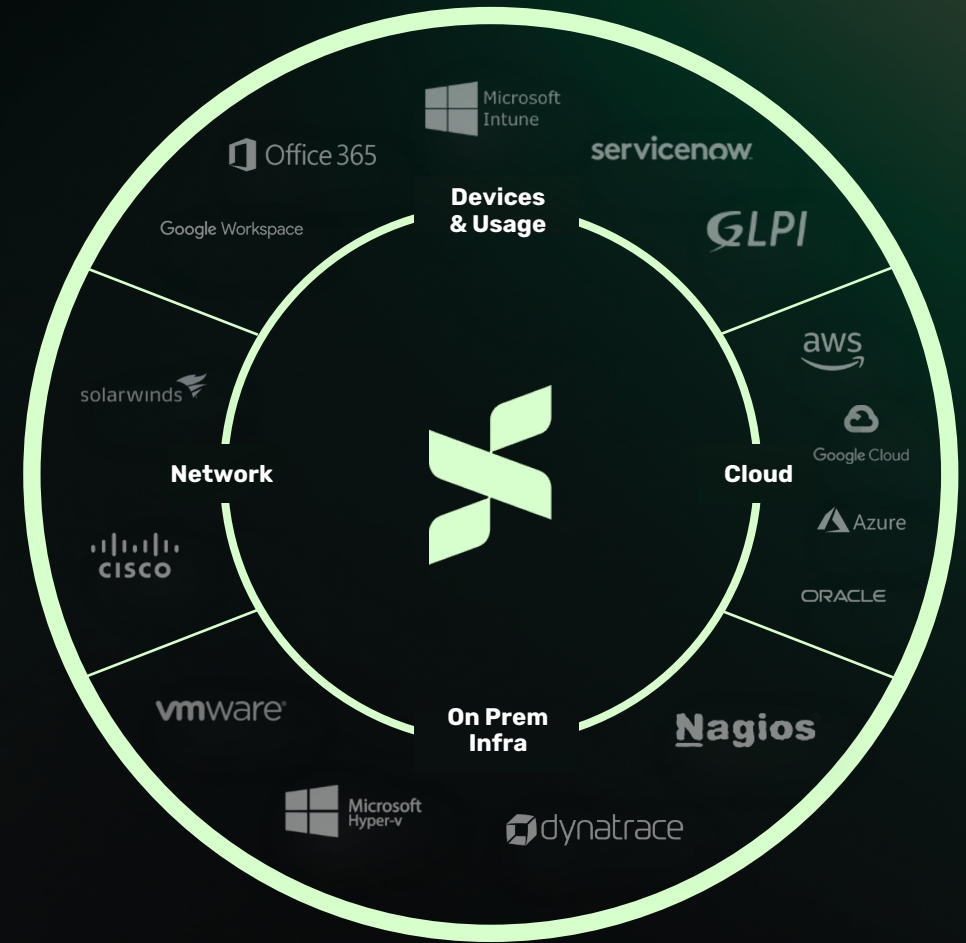 Microsoft
Intune
Office 365
servicenow
Google Workspace
Devices
& Usage
GLPI
solarwinds
aws
Google Cloud
Network
Cloud
Azure
CISCO
ORACLE
vmware®
On Prem
Infra
Nagios
Microsoft
Hyper-v
dynatrace